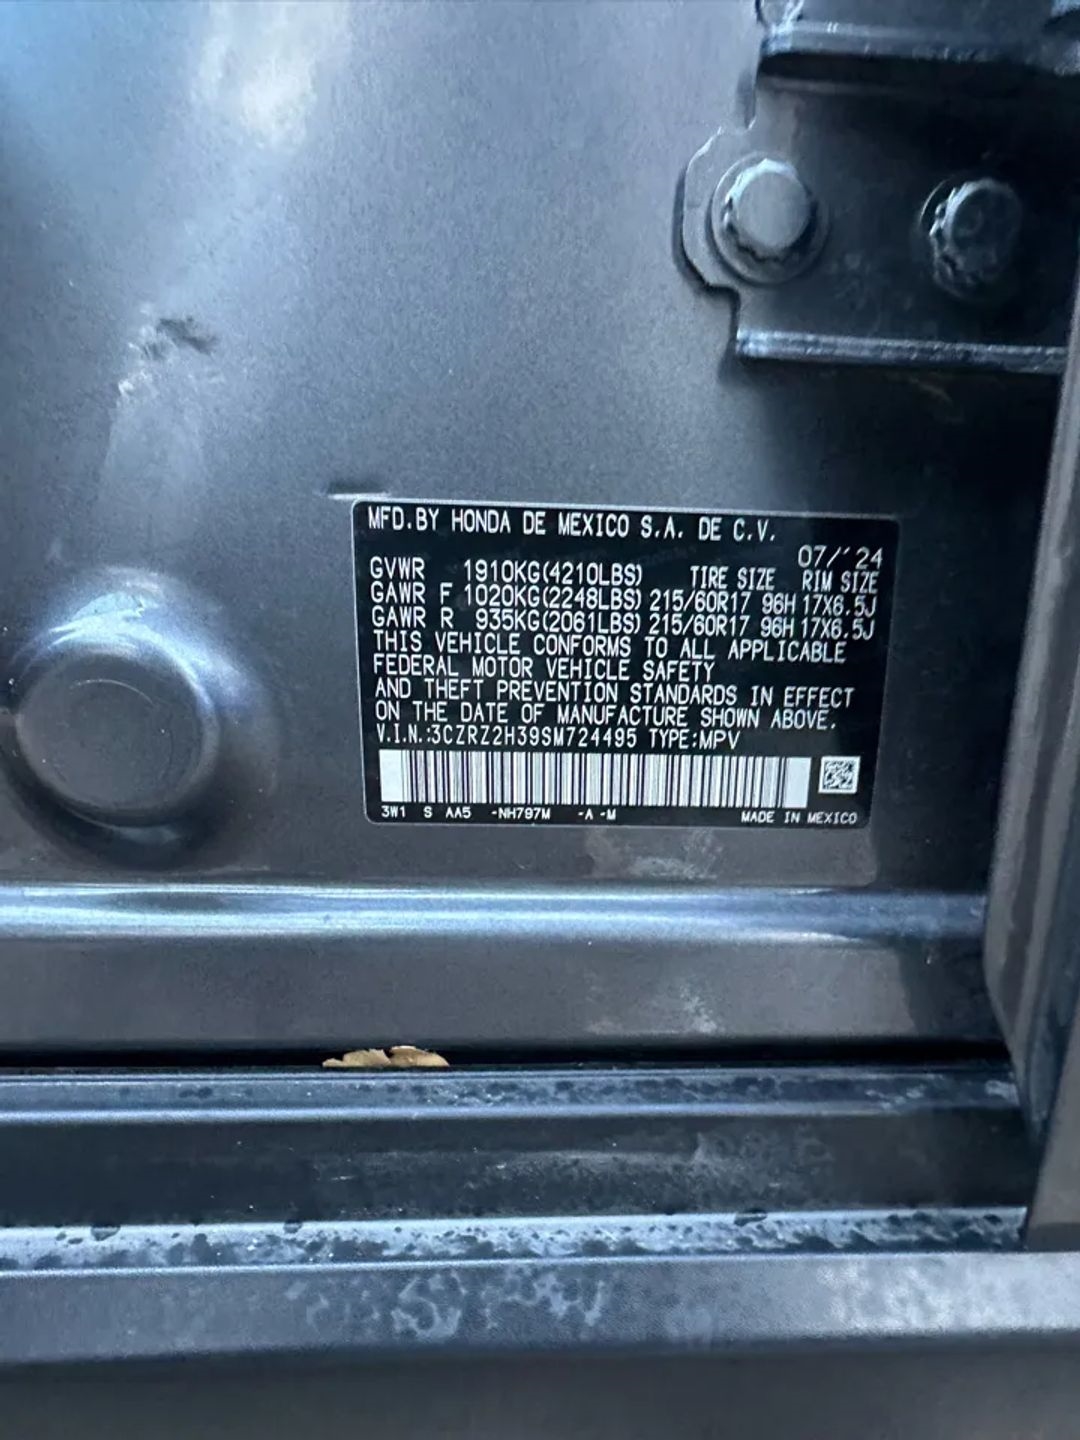 MFD.BY HONDA DE MEXICO S.A. DE C.V.
07/'24
GVWR 1910KG(4210LBS) TIRE SIZE RIM SIZE
GAWR F 1020KG(2248LBS) 215/60R17 96H 17X6.5J
GAWR R 935KG(2061LBS) 215/60R17 96H 17X6.5J
THIS VEHICLE CONFORMS TO ALL APPLICABLE
FEDERAL MOTOR VEHICLE SAFETY
AND THEFT PREVENTION STANDARDS IN EFFECT
ON THE DATE OF MANUFACTURE SHOWN ABOVE.
V.I.N.:3CZRZ2H39SM724495 TYPE:MPV
3W1 S AA5 -NH797M -A -M MADE IN MEXICO